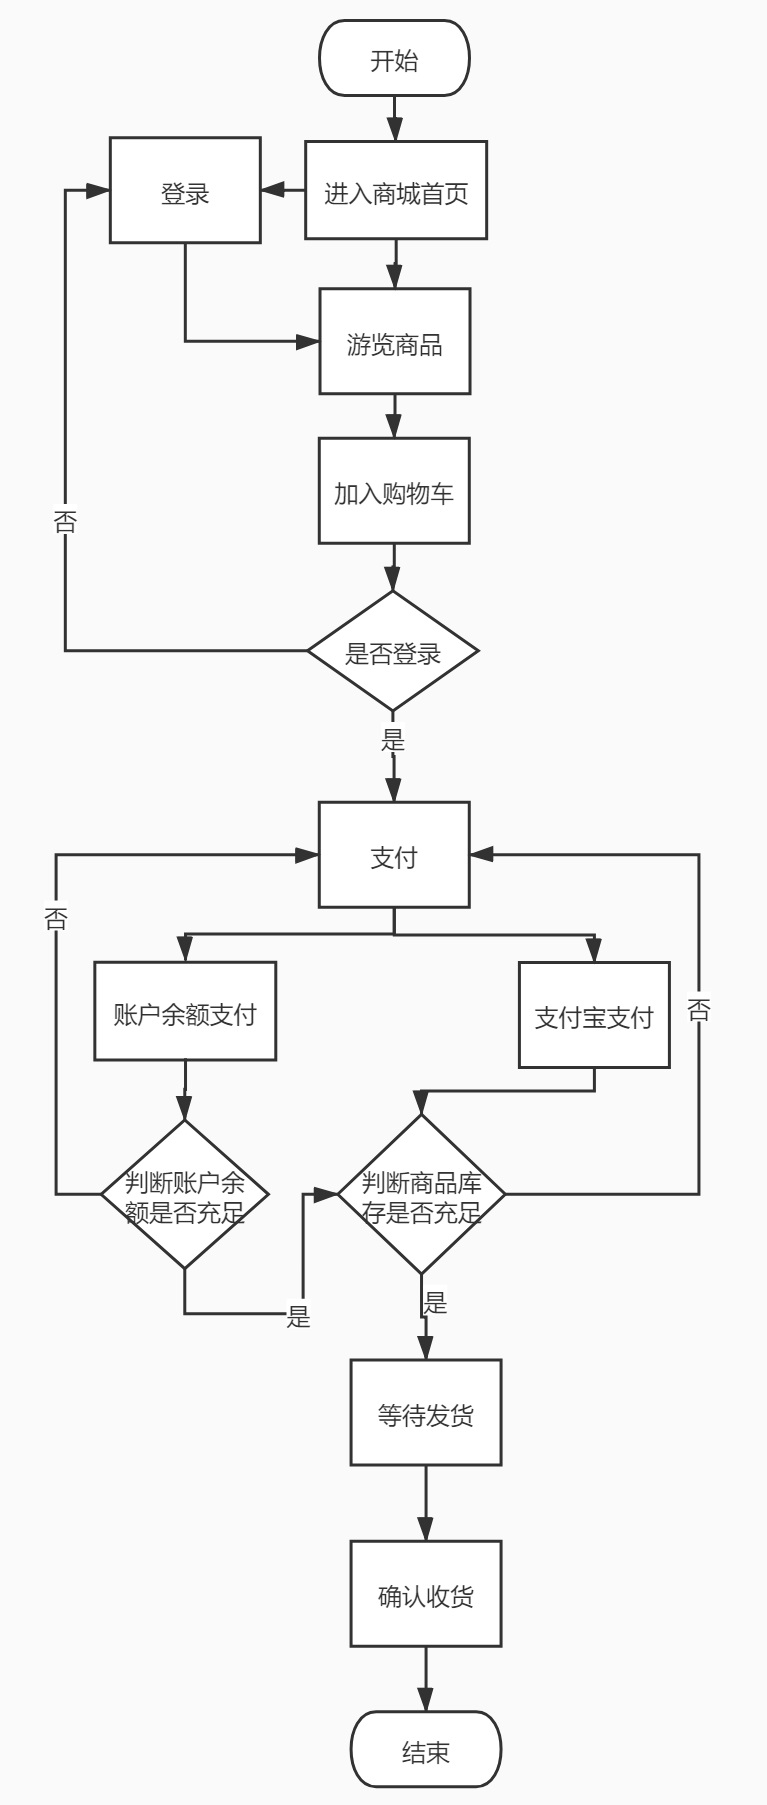 开始
登录
进入商城首页
游览商品
加入购物车
否
是否登录
是
支付
否
账户余额支付
支付宝支付
否
判断账户余
额是否充足
判断商品库
存是否充足
是
是
等待发货
确认收货
结束